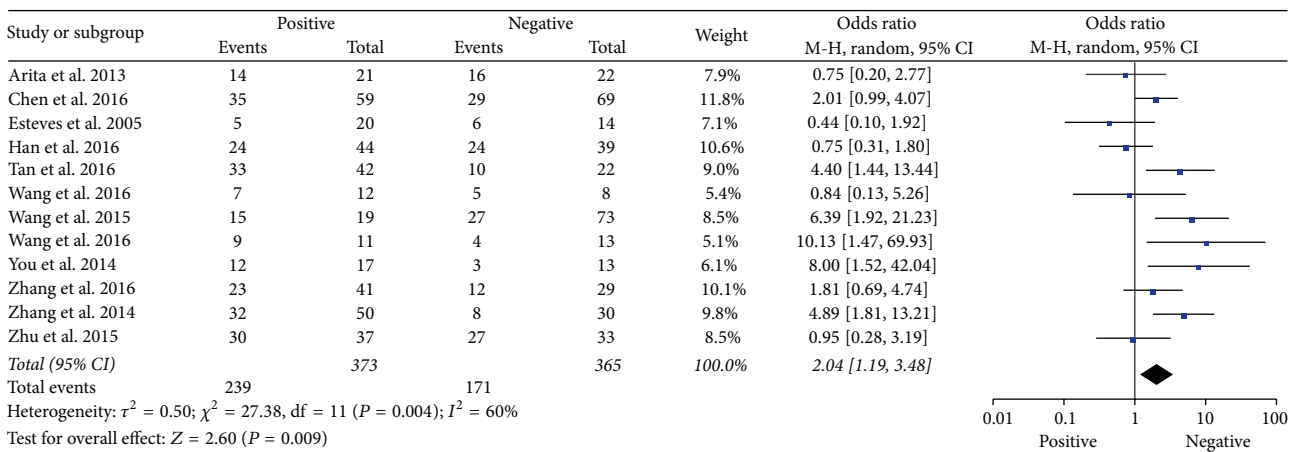 Study or subgroup Positive Negative Weight Odds ratio Odds ratio
Events Total Events Total M-H, random, 95% CI M-H, random, 95% CI
Arita et al. 2013 14 21 16 22 7.9% 0.75 [0.20, 2.77]
Chen et al. 2016 35 59 29 69 11.8% 2.01 [0.99, 4.07]
Esteves et al. 2005 5 20 6 14 7.1% 0.44 [0.10, 1.92]
Han et al. 2016 24 44 24 39 10.6% 0.75 [0.31, 1.80]
Tan et al. 2016 33 42 10 22 9.0% 4.40 [1.44, 13.44]
Wang et al. 2016 7 12 5 8 5.4% 0.84 [0.13, 5.26]
Wang et al. 2015 15 19 27 73 8.5% 6.39 [1.92, 21.23]
Wang et al. 2016 9 11 4 13 5.1% 10.13 [1.47, 69.93]
You et al. 2014 12 17 3 13 6.1% 8.00 [1.52, 42.04]
Zhang et al. 2016 23 41 12 29 10.1% 1.81 [0.69, 4.74]
Zhang et al. 2014 32 50 8 30 9.8% 4.89 [1.81, 13.21]
Zhu et al. 2015 30 37 27 33 8.5% 0.95 [0.28, 3.19]
Total (95% CI) 373 365 100.0% 2.04 [1.19, 3.48]
Total events 239 171
Heterogeneity: τ² = 0.50; χ² = 27.38, df = 11 (P = 0.004); I² = 60%
Test for overall effect: Z = 2.60 (P = 0.009)
0.01 0.1 1 10 100
Positive Negative